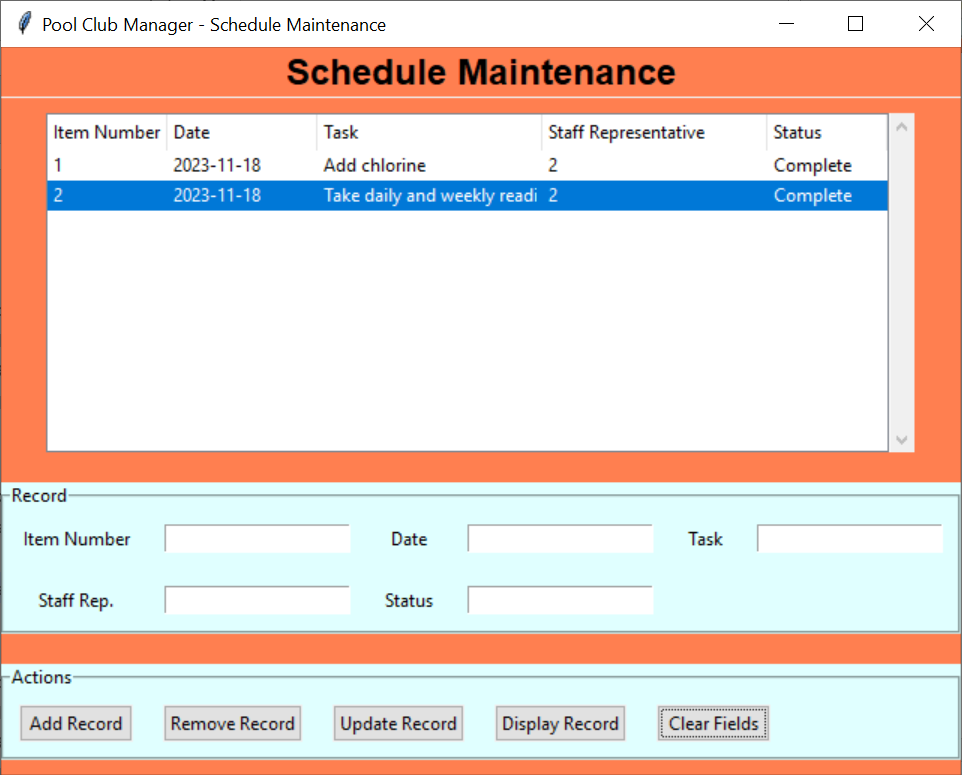 Pool Club Manager - Schedule Maintenance
Schedule Maintenance
Item Number Date Task Staff Representative Status
1 2023-11-18 Add chlorine 2 Complete
2 2023-11-18 Take daily and weekly readi 2 Complete
Record
Item Number Date Task
Staff Rep. Status
Actions
Add Record Remove Record Update Record Display Record Clear Fields